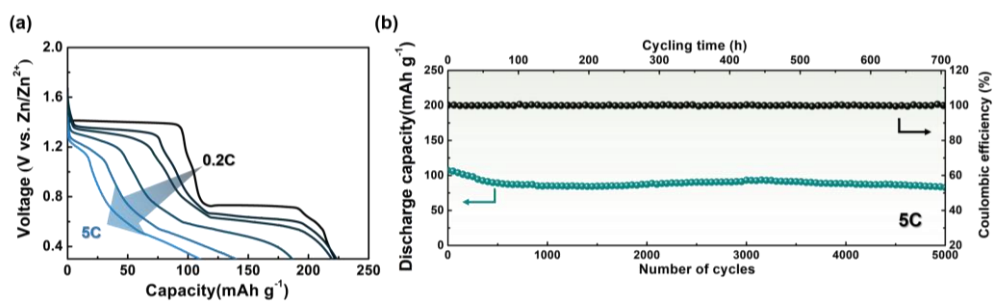 (a)
2.0
1.6
1.2
0.8
0.4
Voltage (V vs. Zn/Zn²⁺)
0.2C
5C
0 50 100 150 200 250
Capacity(mAh g⁻¹)
(b)
Cycling time (h)
0 100 200 300 400 500 600 700
250
200
150
100
50
0
Discharge capacity(mAh g⁻¹)
120
100
80
60
40
20
Coulombic efficiency (%)
5C
0 1000 2000 3000 4000 5000
Number of cycles